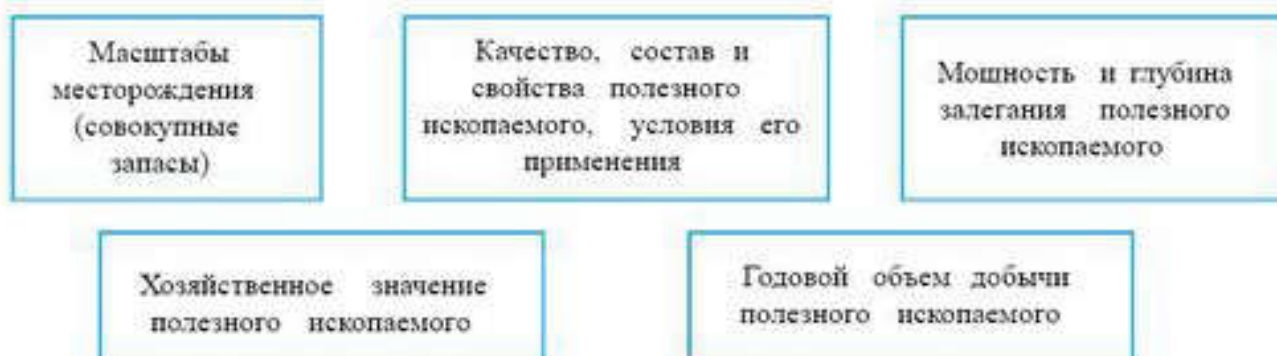 Масштабы
месторождения
(совокупные
запасы)
Качество, состав и
свойства полезного
ископаемого, условия его
применения
Мощность и глубина
залегания полезного
ископаемого
Хозяйственное значение
полезного ископаемого
Годовой объем добычи
полезного ископаемого